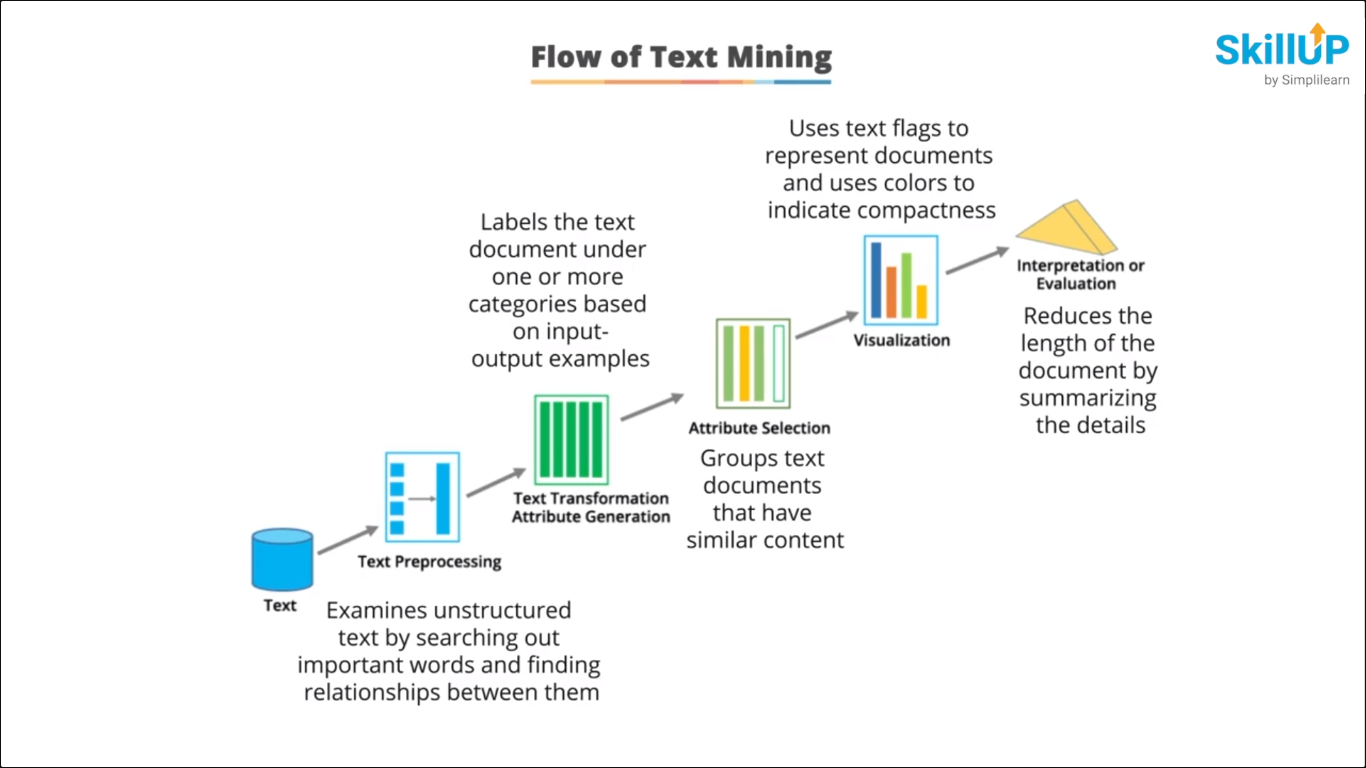 Flow of Text Mining
SkillUP
by Simplilearn
Uses text flags to
represent documents
and uses colors to
indicate compactness
Labels the text
document under
one or more
categories based
on input-
output examples
Interpretation or
Evaluation
Reduces the
length of the
document by
summarizing
the details
Visualization
Attribute Selection
Groups text
documents
that have
similar content
Text Transformation
Attribute Generation
Text Preprocessing
Text
Examines unstructured
text by searching out
important words and finding
relationships between them